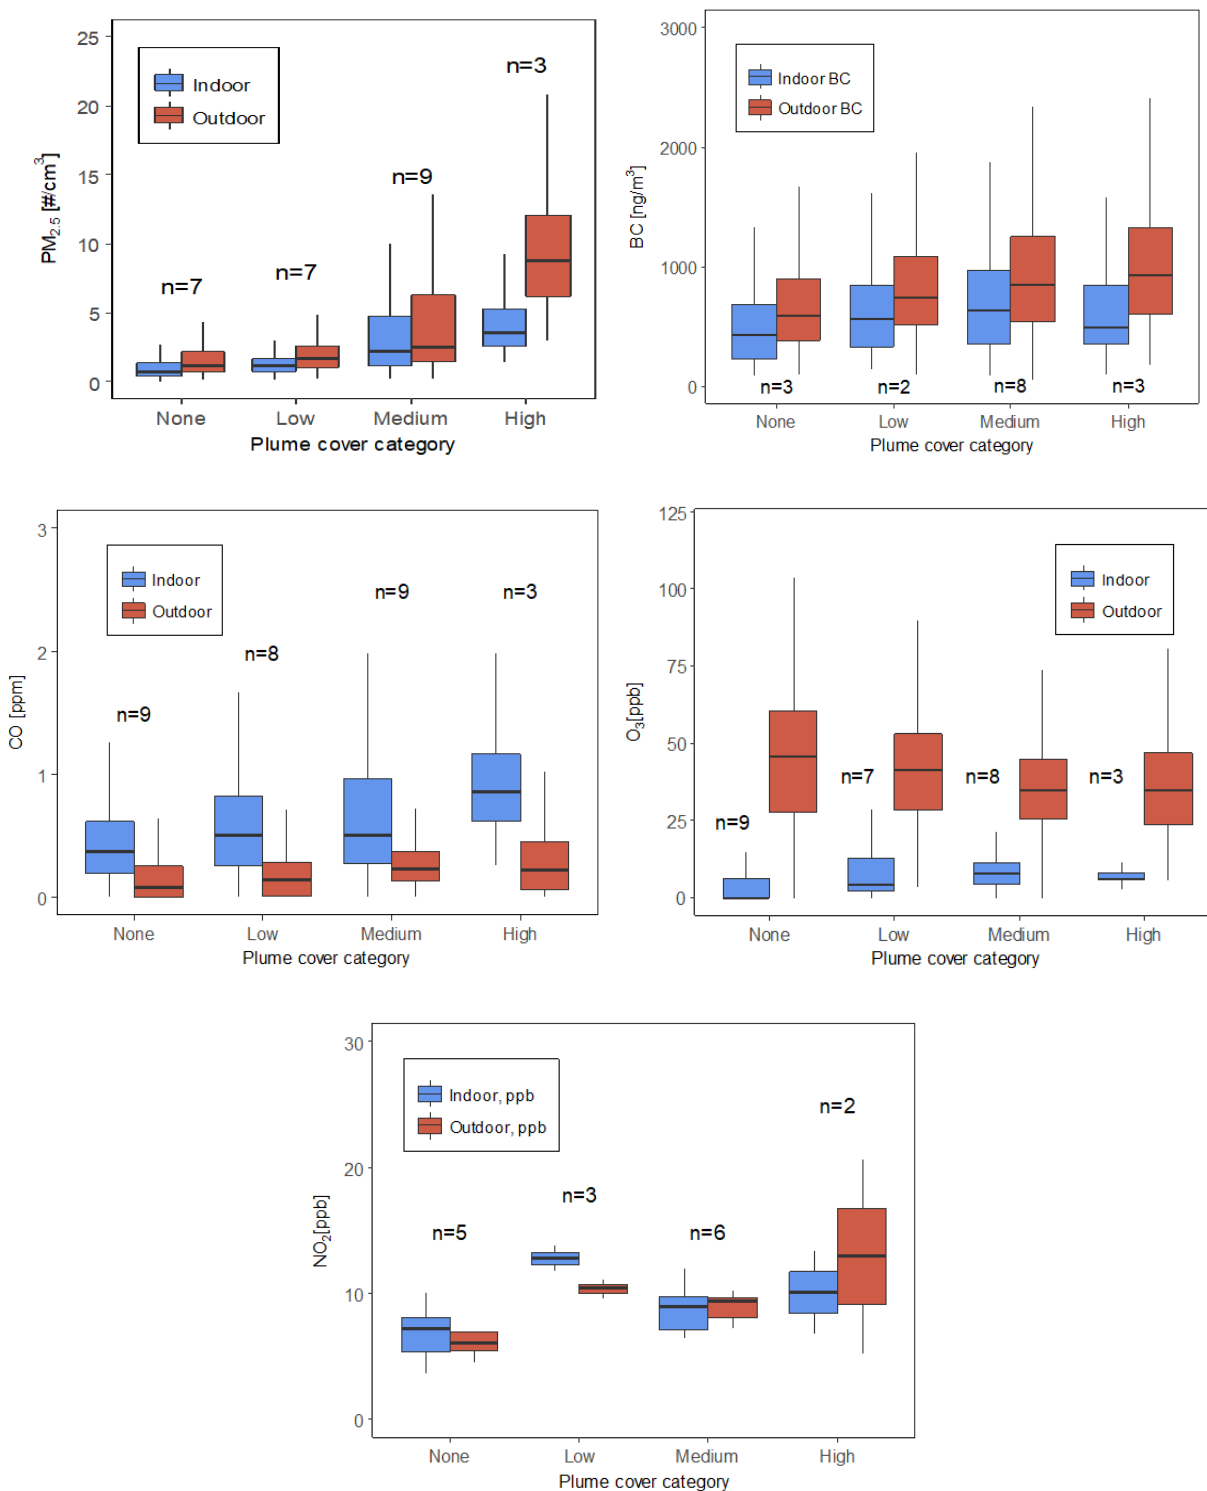 25
20
15
10
5
0
PM2.5 [#/cm3]
Indoor
Outdoor
n=7
n=7
n=9
n=3
None
Low
Medium
High
Plume cover category
3000
2000
1000
0
BC [ng/m3]
Indoor BC
Outdoor BC
n=3
n=2
n=8
n=3
None
Low
Medium
High
Plume cover category
3
2
1
0
CO [ppm]
Indoor
Outdoor
n=9
n=8
n=9
n=3
None
Low
Medium
High
Plume cover category
125
100
75
50
25
0
O3[ppb]
Indoor
Outdoor
n=9
n=7
n=8
n=3
None
Low
Medium
High
Plume cover category
30
20
10
0
NO2[ppb]
Indoor, ppb
Outdoor, ppb
n=5
n=3
n=6
n=2
None
Low
Medium
High
Plume cover category